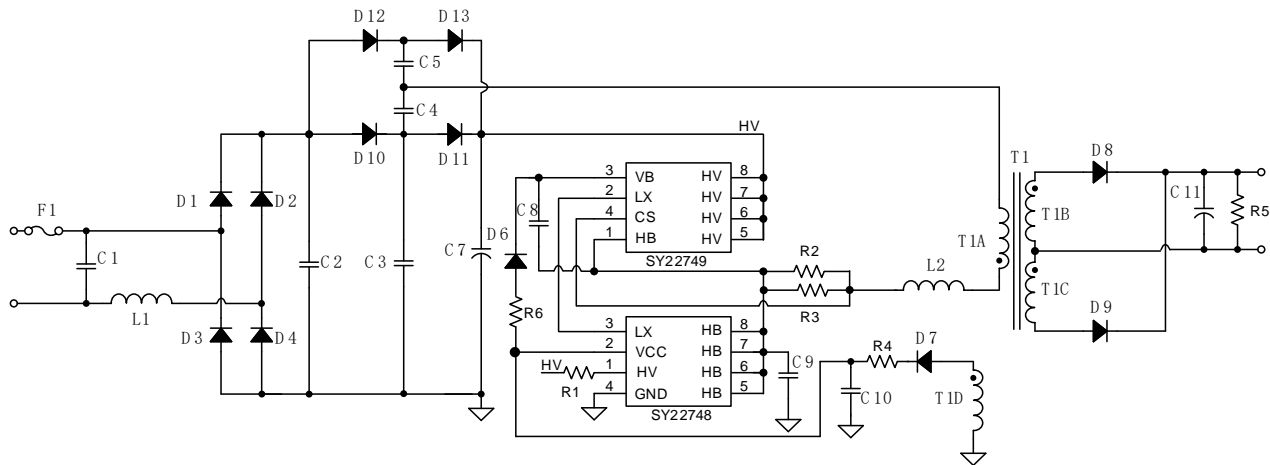 D12
D13
C5
C4
HV
D10
D11
D1
D2
F1
C1
L1
D3
D4
C2
C3
C7
D6
C8
R6
3 VB HV 8
2 LX HV 7
4 CS HV 6
1 HB HV 5
SY22749
R2
R3
L2
3 LX HB 8
2 VCC HB 7
1 HV HB 6
4 GND HB 5
SY22748
HV
R1
C9
C10
R4
D7
T1D
T1
T1A
T1B
T1C
D8
D9
C11
R5